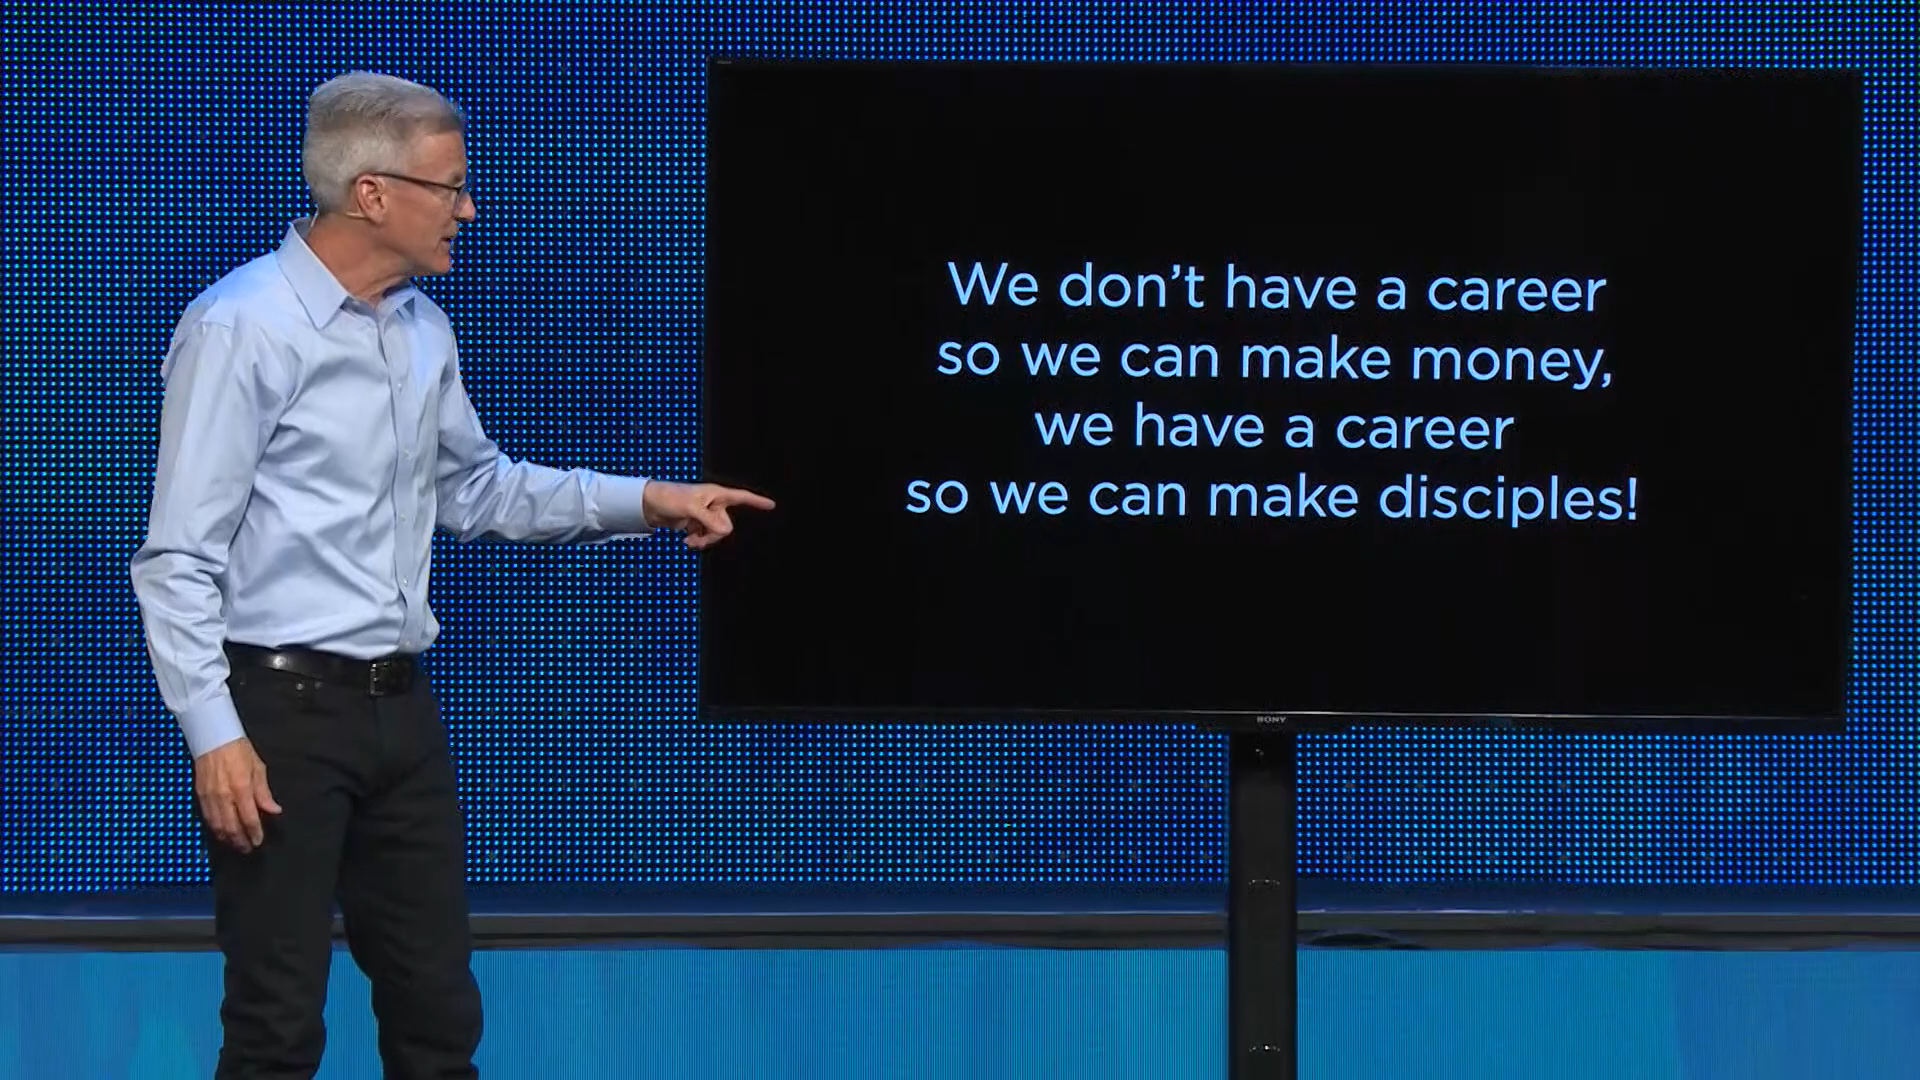 We don't have a career
so we can make money,
we have a career
so we can make disciples!
SONY